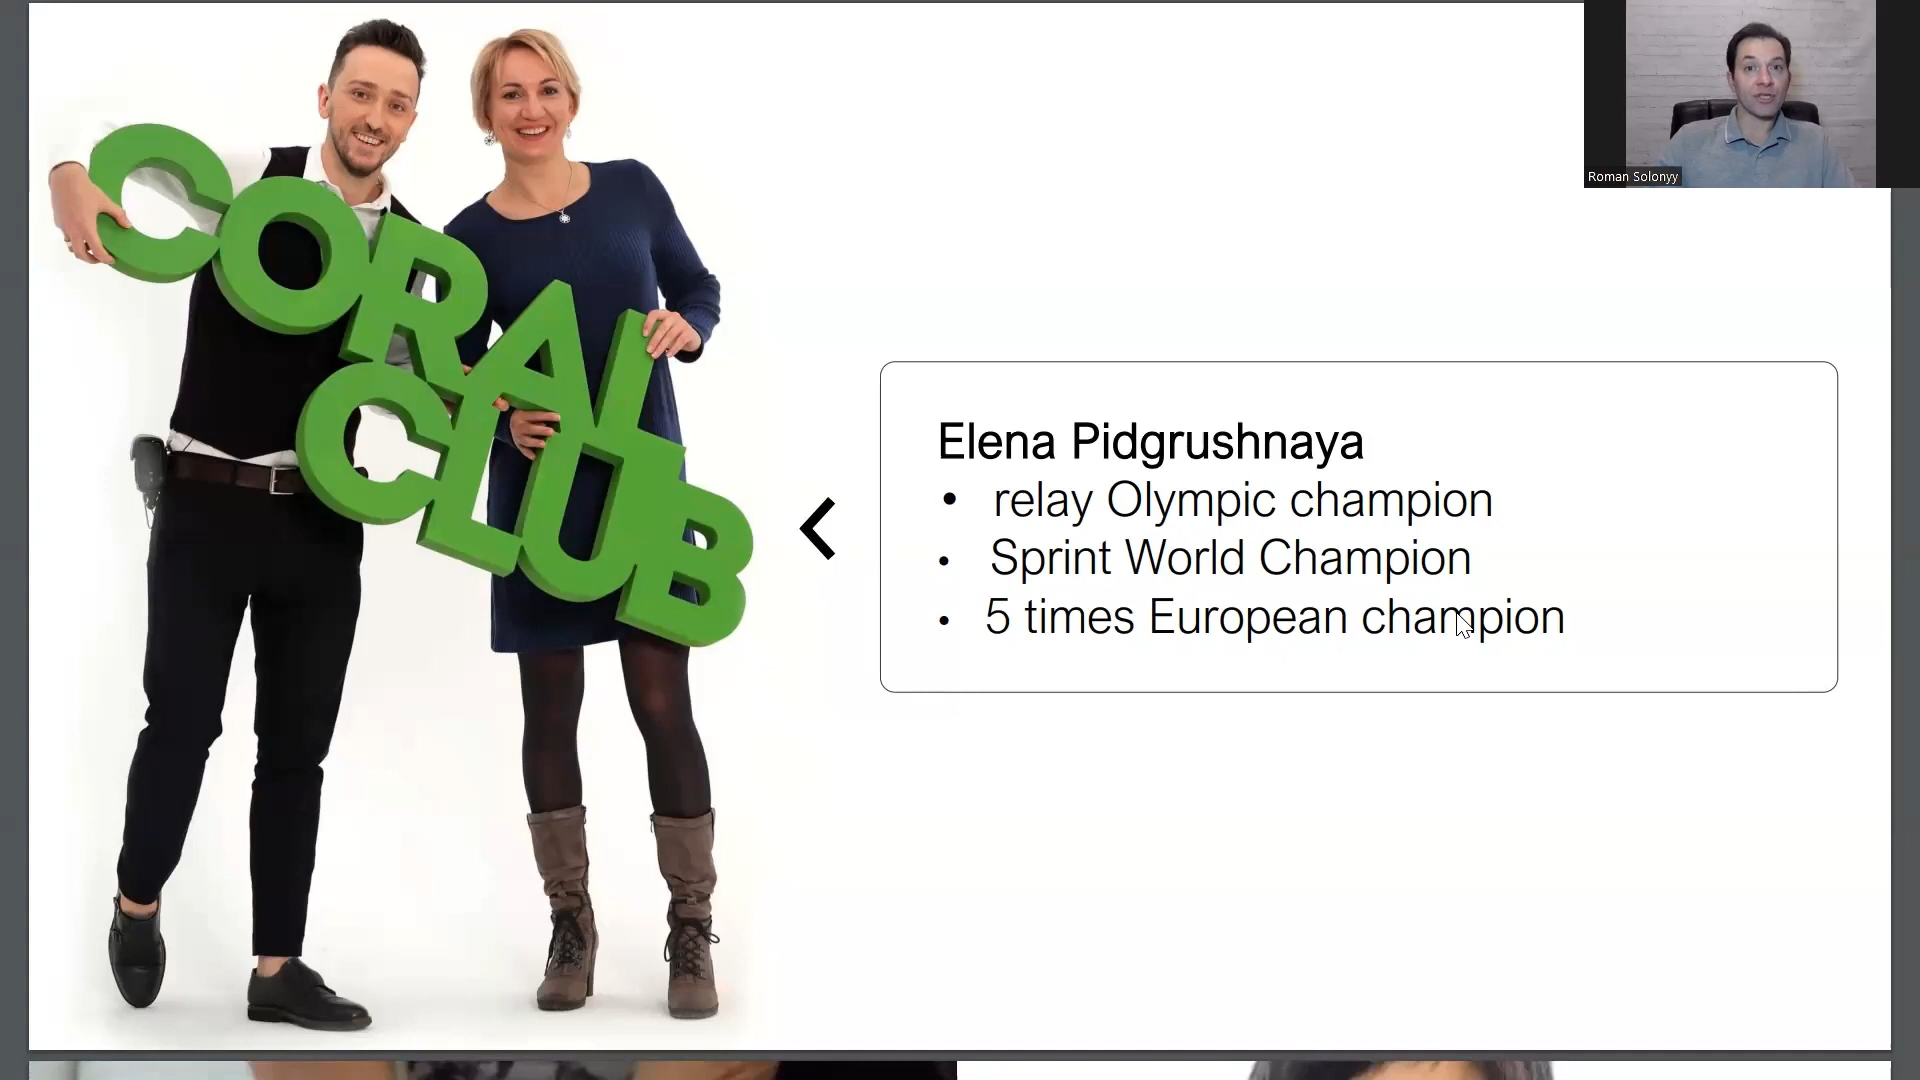 CORAL
CLUB
Roman Solonyy
Elena Pidgrushnaya
• relay Olympic champion
• Sprint World Champion
• 5 times European champion